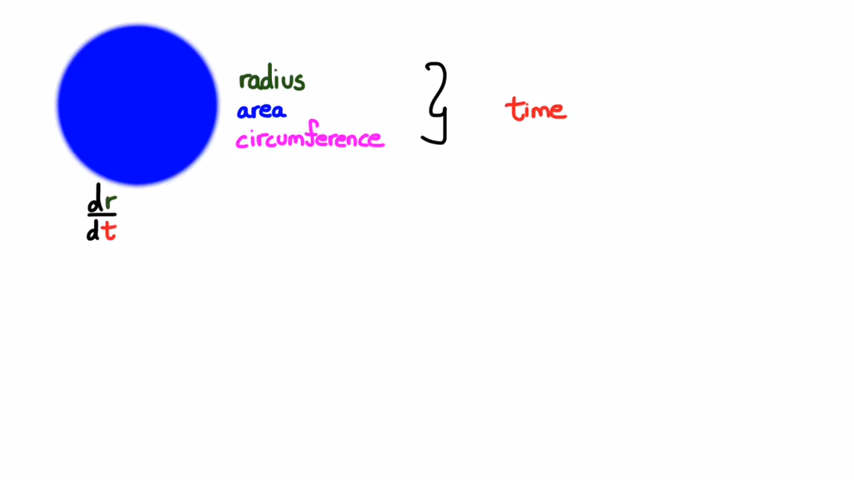 radius
area
circumference
} time
dr
dt